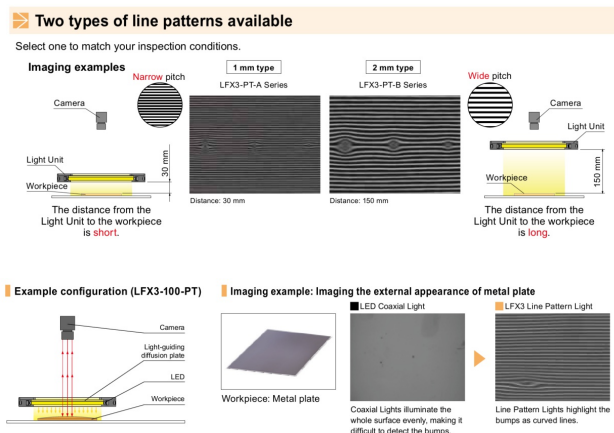 Two types of line patterns available
Select one to match your inspection conditions.
Imaging examples
Narrow pitch
Camera
Light Unit
Workpiece
30 mm
The distance from the
Light Unit to the workpiece
is short.
1 mm type
LFX3-PT-A Series
Distance: 30 mm
2 mm type
LFX3-PT-B Series
Distance: 150 mm
Wide pitch
Camera
Light Unit
Workpiece
150 mm
The distance from the
Light Unit to the workpiece
is long.
Example configuration (LFX3-100-PT)
Camera
Light-guiding
diffusion plate
LED
Workpiece
Imaging example: Imaging the external appearance of metal plate
Workpiece: Metal plate
LED Coaxial Light
Coaxial Lights illuminate the
whole surface evenly, making it
difficult to detect the bumps.
LFX3 Line Pattern Light
Line Pattern Lights highlight the
bumps as curved lines.